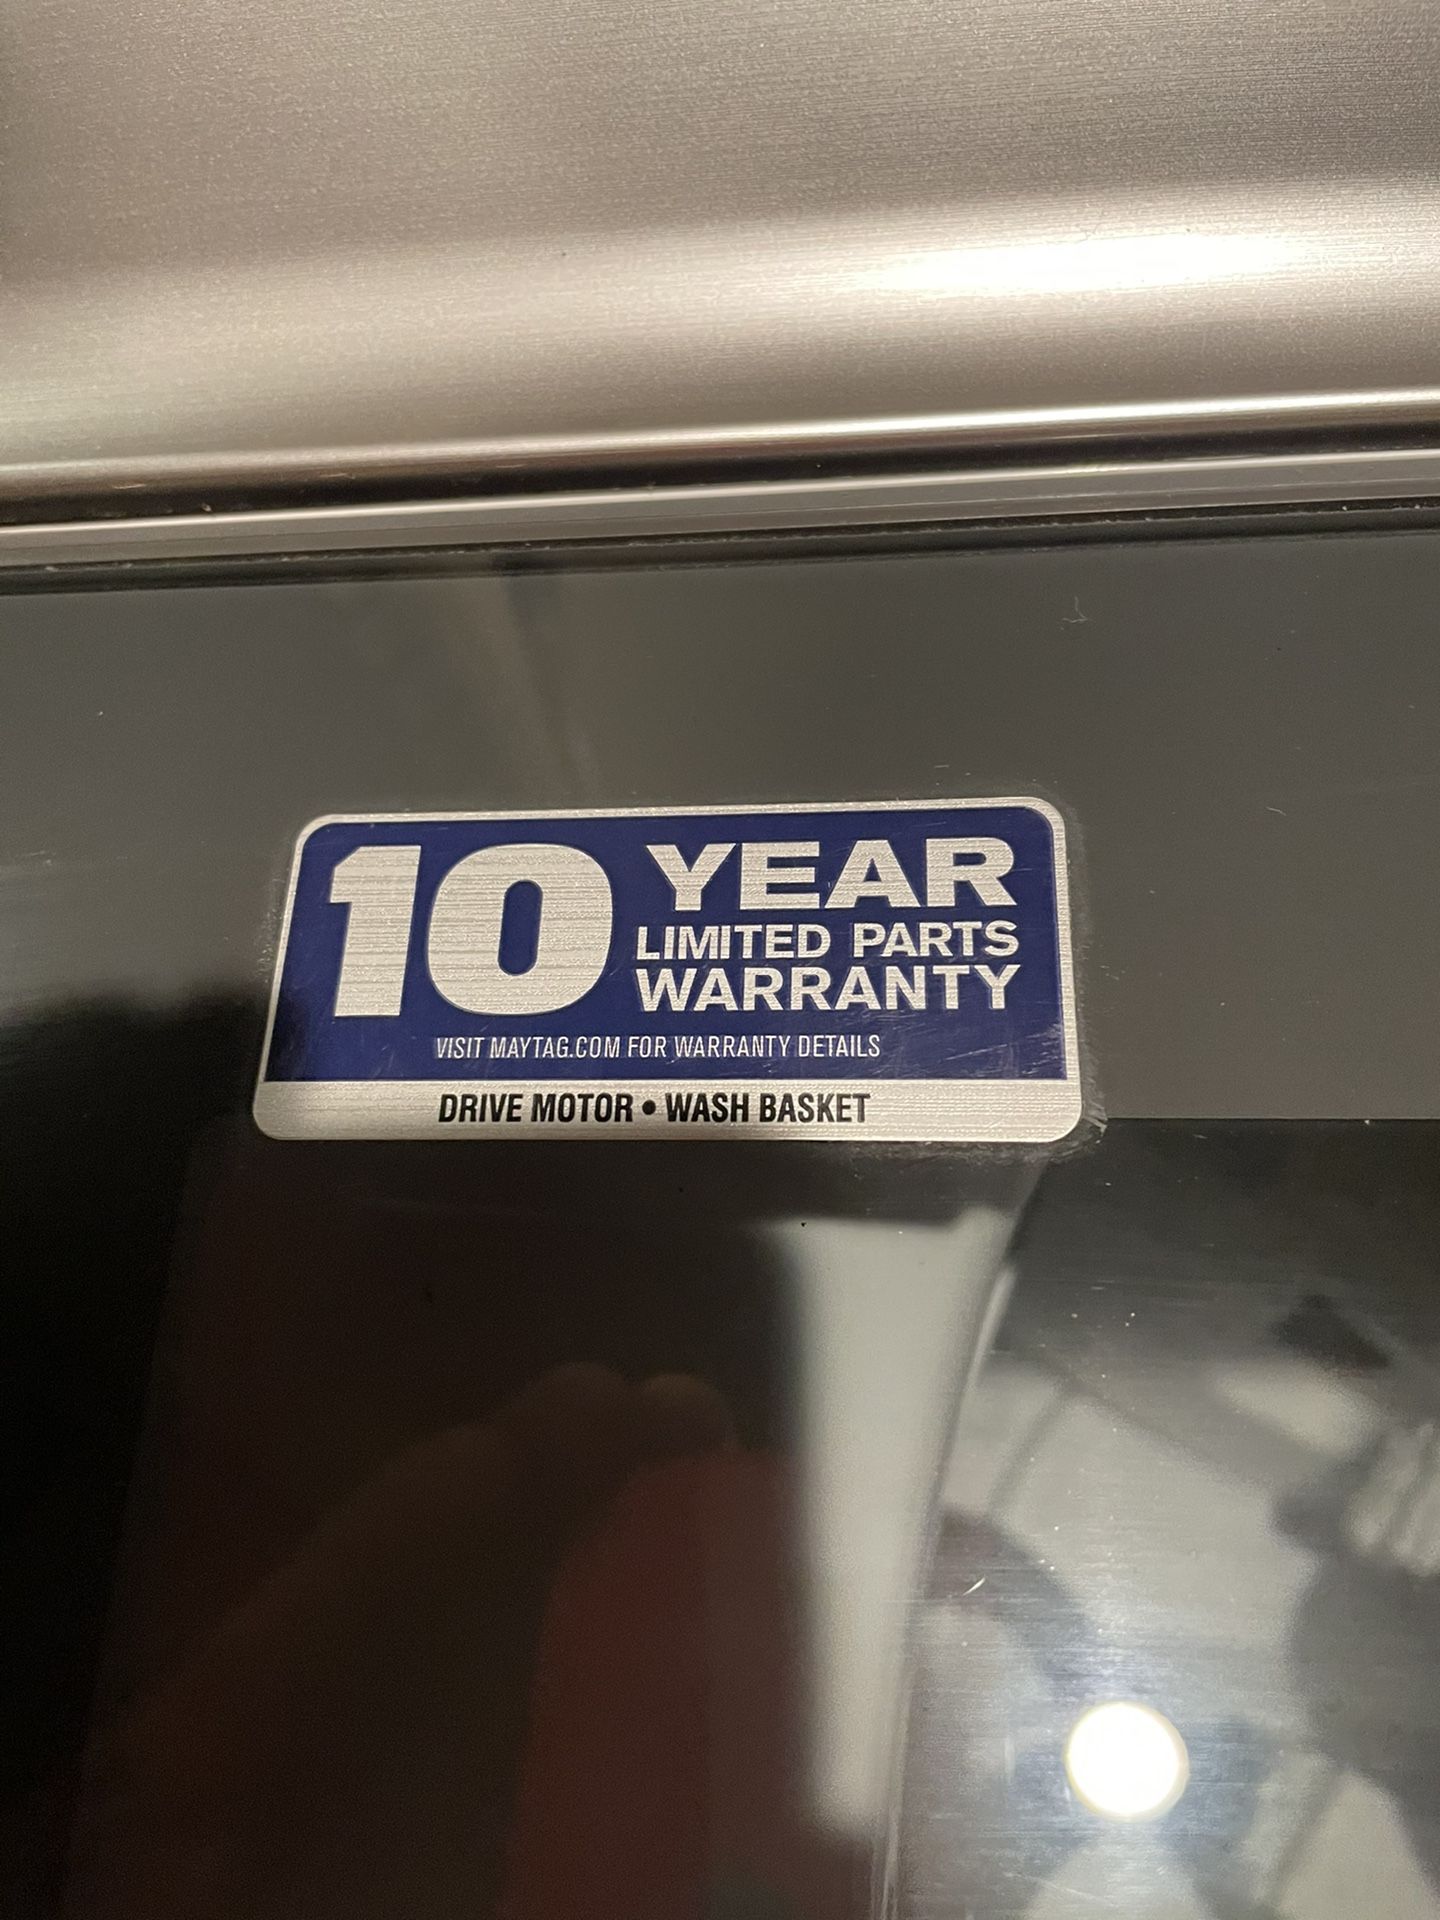 10 YEAR
LIMITED PARTS
WARRANTY
VISIT MAYTAG.COM FOR WARRANTY DETAILS
DRIVE MOTOR • WASH BASKET